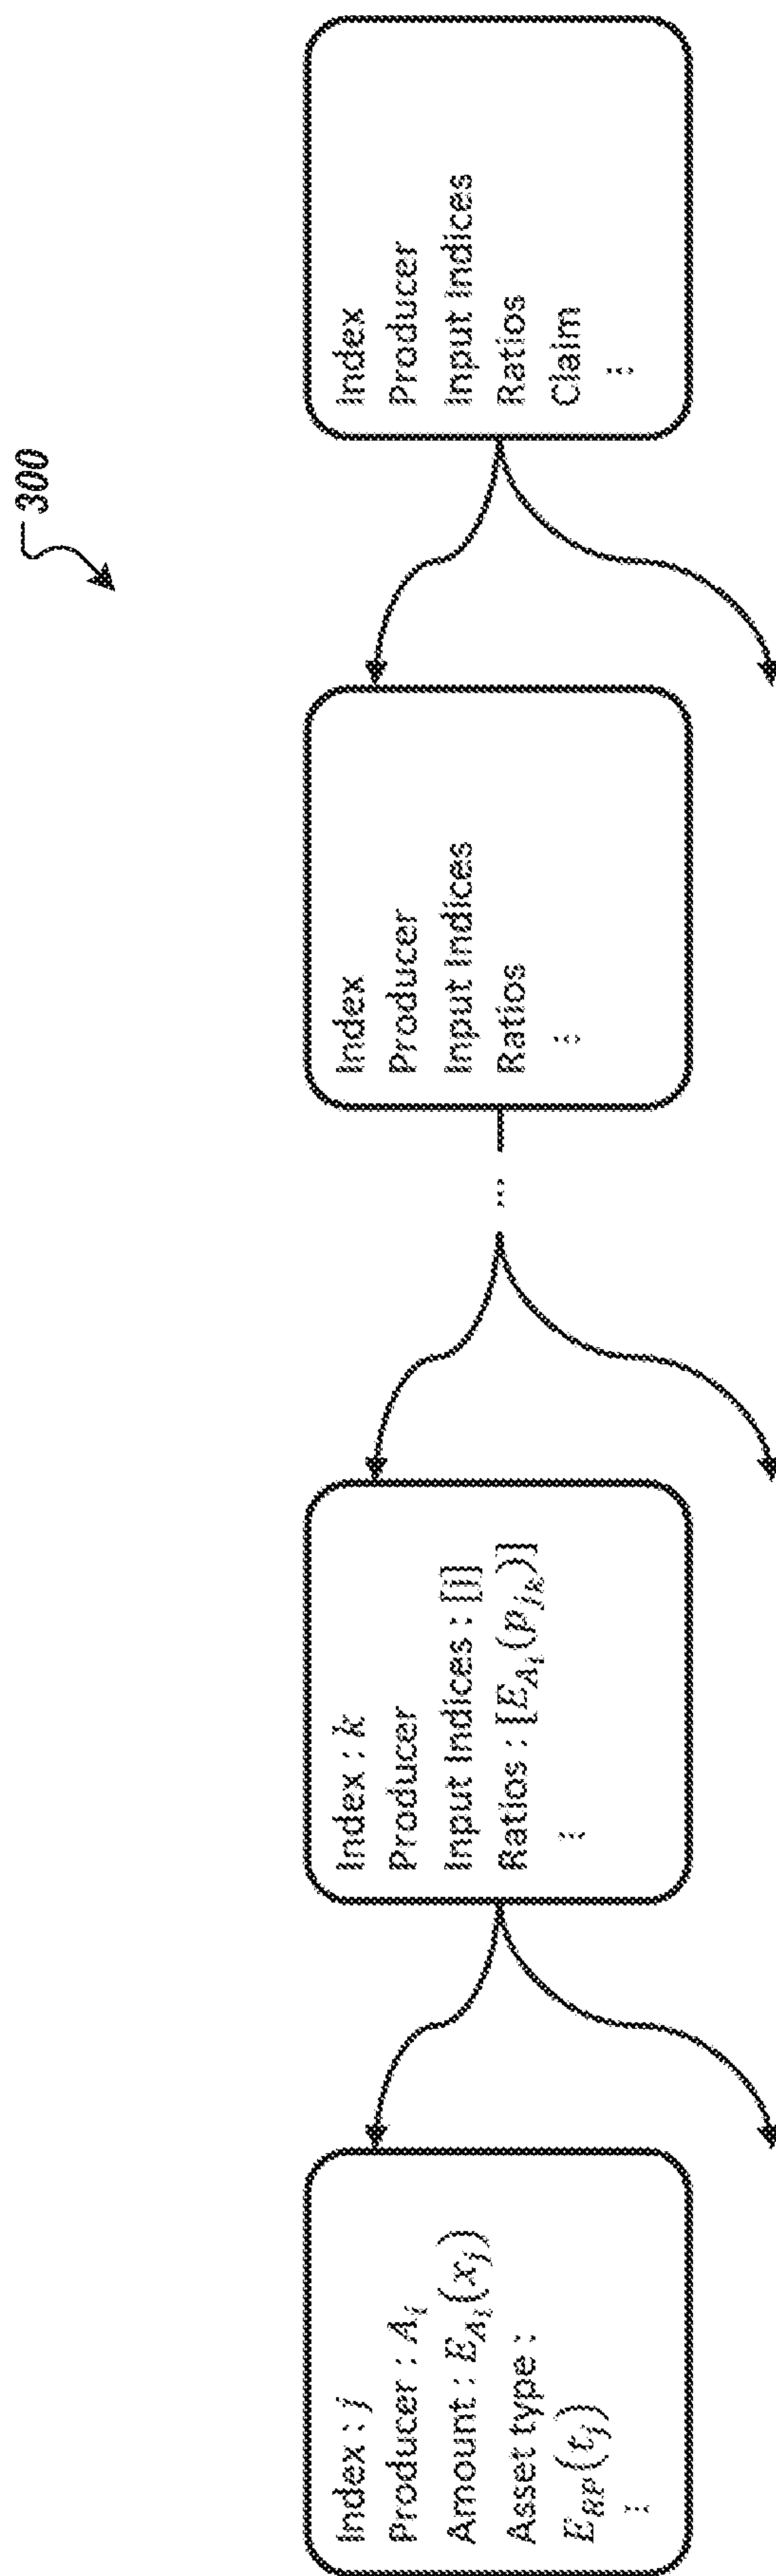 300
Index : j
Producer : A_i
Amount : E_{A_i}(x_j)
Asset type :
E_{RP}(t_j)
⋮
Index : k
Producer
Input Indices : [j]
Ratios : [E_{A_i}(p_{j_k})]
⋮
...
Index
Producer
Input Indices
Ratios
⋮
Index
Producer
Input Indices
Ratios
Claim
⋮